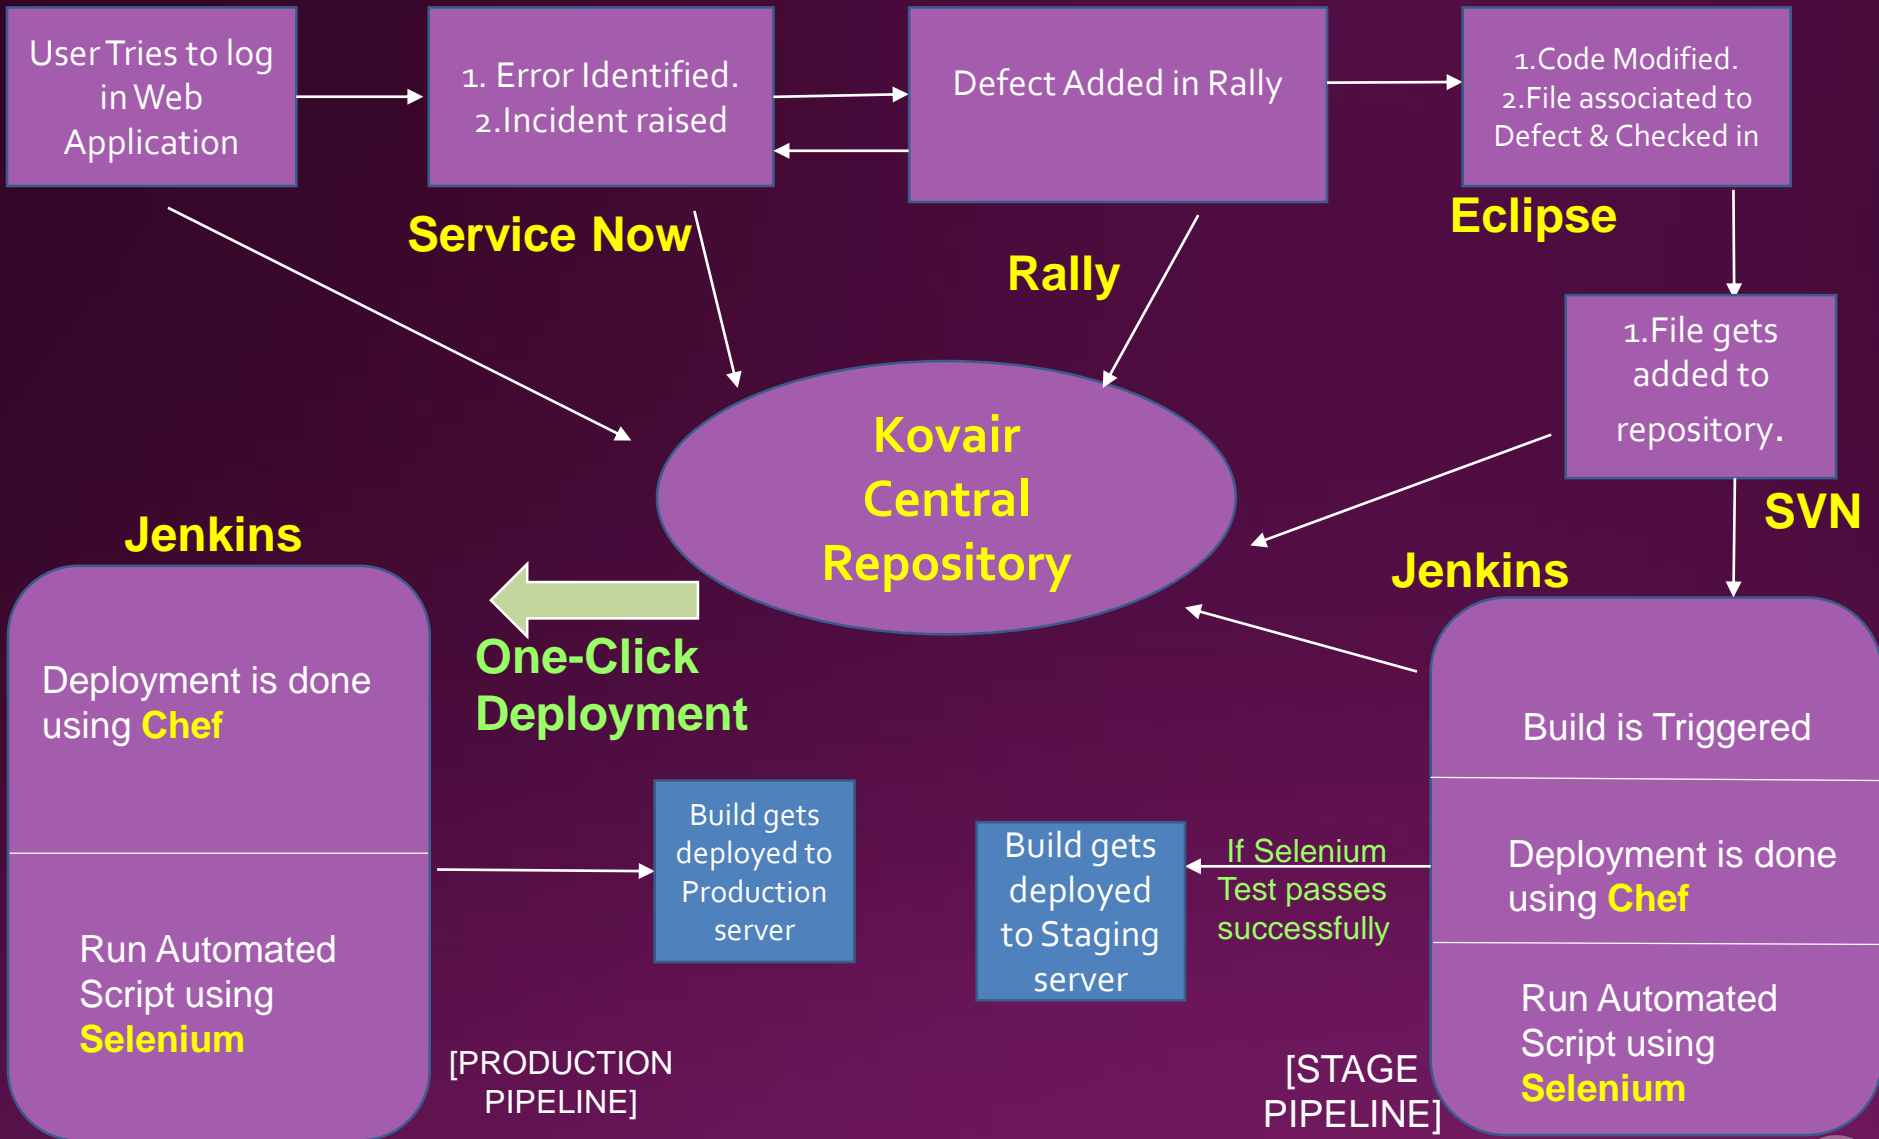 User Tries to log
in Web
Application
1. Error Identified.
2.Incident raised
Defect Added in Rally
1.Code Modified.
2.File associated to
Defect & Checked in
Service Now
Rally
Eclipse
1.File gets
added to
repository.
SVN
Kovair
Central
Repository
Jenkins
Jenkins
One-Click
Deployment
Deployment is done
using Chef
Run Automated
Script using
Selenium
[PRODUCTION
PIPELINE]
Build gets
deployed to
Production
server
Build gets
deployed
to Staging
server
If Selenium
Test passes
successfully
Build is Triggered
Deployment is done
using Chef
Run Automated
Script using
Selenium
[STAGE
PIPELINE]